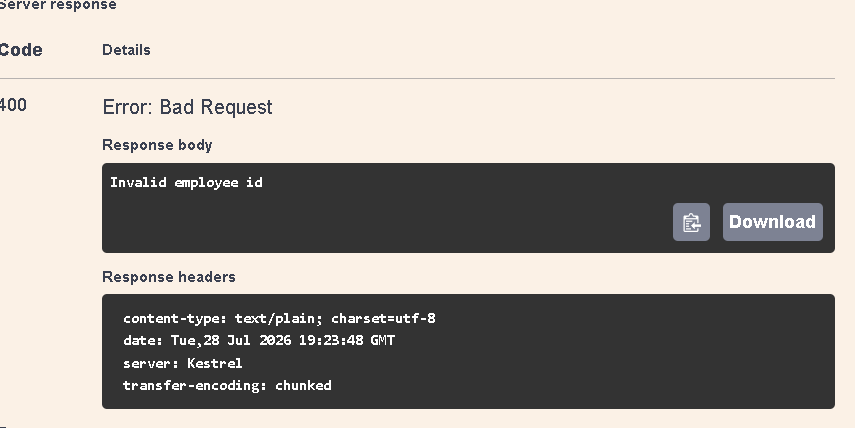 Server response
Code Details
400 Error: Bad Request
Response body
Invalid employee id
Download
Response headers
content-type: text/plain; charset=utf-8
date: Tue,28 Jul 2026 19:23:48 GMT
server: Kestrel
transfer-encoding: chunked